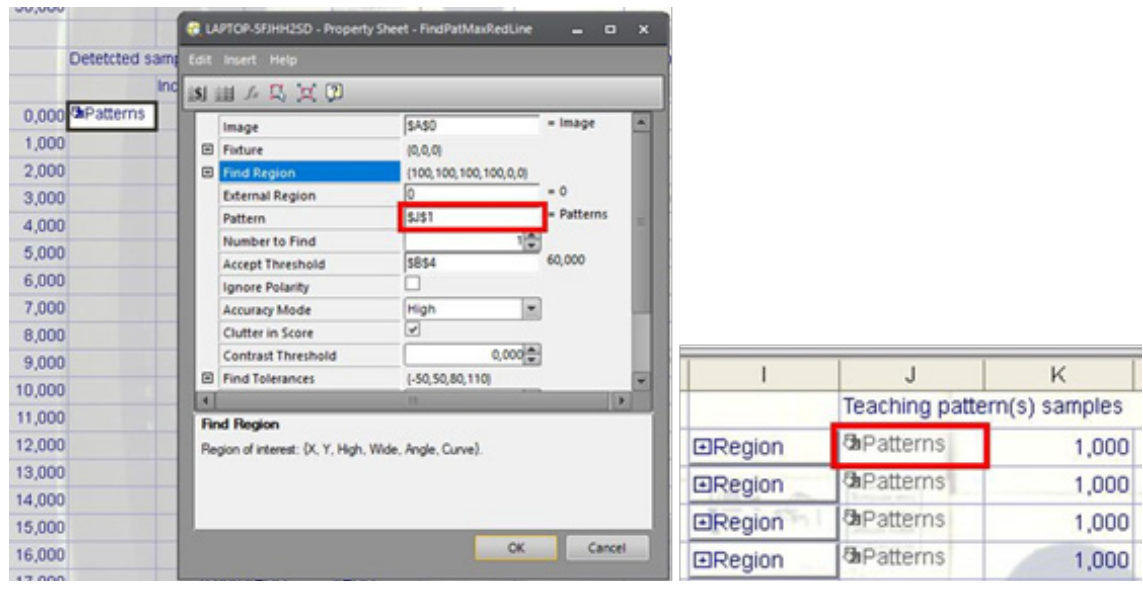 LAPTOP-SFJHH2SD - Property Sheet - FindPatMaxRedLine
Edit Insert Help
Image $A$0 = Image
Fixture {0,0,0}
Find Region {100,100,100,100,0,0}
External Region 0 = 0
Pattern $J$1 = Patterns
Number to Find 1
Accept Threshold $B$4 60,000
Ignore Polarity
Accuracy Mode High
Clutter in Score
Contrast Threshold 0,000
Find Tolerances {-50,50,80,110}
Find Region
Region of interest: {X, Y, High, Wide, Angle, Curve}.
OK Cancel
Detetcted
0,000 Patterns
1,000
2,000
3,000
4,000
5,000
6,000
7,000
8,000
9,000
10,000
11,000
12,000
13,000
14,000
15,000
16,000
I J K
Teaching pattern(s) samples
Region Patterns 1,000
Region Patterns 1,000
Region Patterns 1,000
Region Patterns 1,000